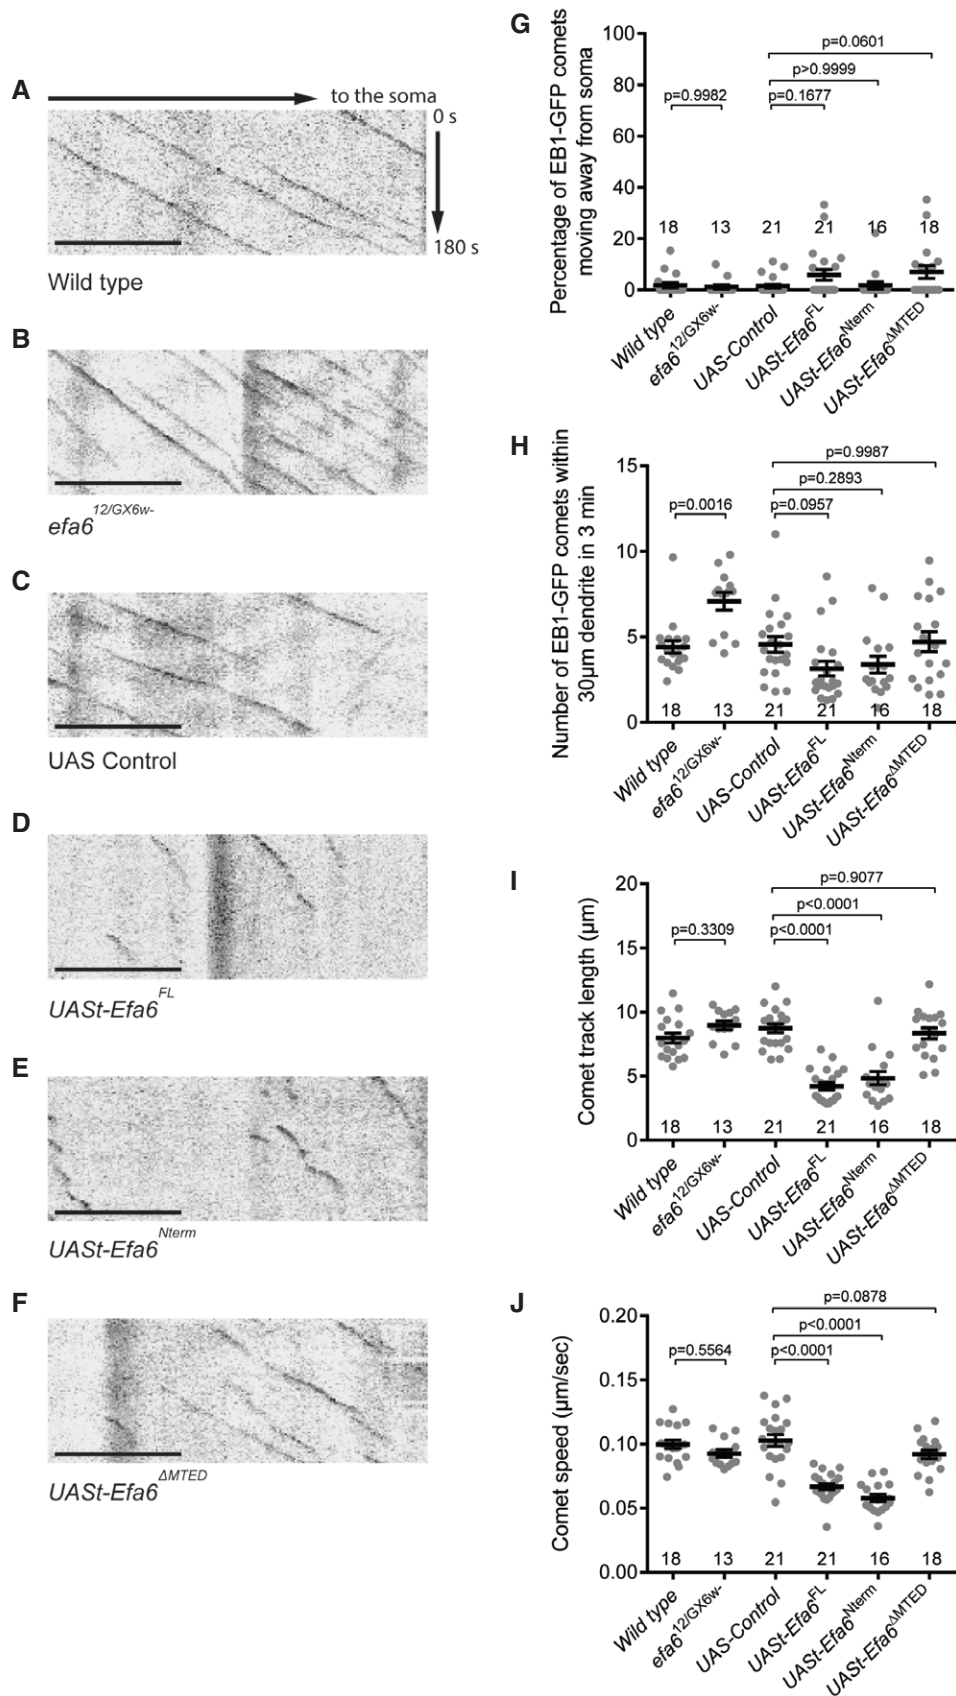 A
to the soma
0 s
180 s
Wild type
B
efa6 12/GX6w-
C
UAS Control
D
UASt-Efa6 FL
E
UASt-Efa6 Nterm
F
UASt-Efa6 ΔMTED
G
Percentage of EB1-GFP comets
moving away from soma
100
80
60
40
20
0
p=0.0601
p>0.9999
p=0.9982
p=0.1677
18 13 21 21 16 18
Wild type
efa6 12/GX6w-
UAS-Control
UASt-Efa6 FL
UASt-Efa6 Nterm
UASt-Efa6 ΔMTED
H
Number of EB1-GFP comets within
30μm dendrite in 3 min
15
10
5
0
p=0.9987
p=0.2893
p=0.0016
p=0.0957
18 13 21 21 16 18
Wild type
efa6 12/GX6w-
UAS-Control
UASt-Efa6 FL
UASt-Efa6 Nterm
UASt-Efa6 ΔMTED
I
Comet track length (μm)
20
15
10
5
0
p=0.9077
p<0.0001
p=0.3309
p<0.0001
18 13 21 21 16 18
Wild type
efa6 12/GX6w-
UAS-Control
UASt-Efa6 FL
UASt-Efa6 Nterm
UASt-Efa6 ΔMTED
J
Comet speed (μm/sec)
0.20
0.15
0.10
0.05
0.00
p=0.0878
p<0.0001
p=0.5564
p<0.0001
18 13 21 21 16 18
Wild type
efa6 12/GX6w-
UAS-Control
UASt-Efa6 FL
UASt-Efa6 Nterm
UASt-Efa6 ΔMTED